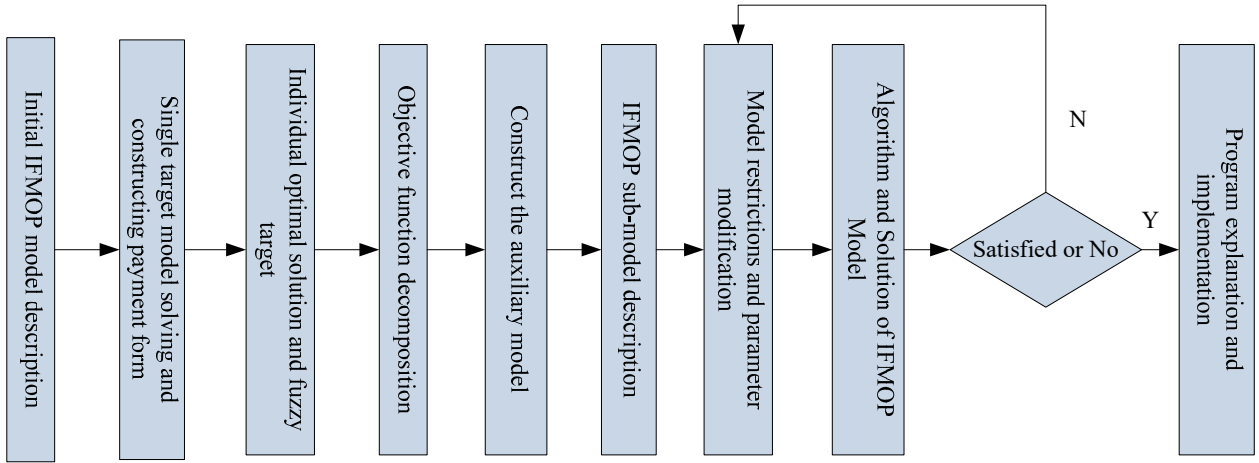 Initial IFMOP model description
Single target model solving and
constructing payment form
Individual optimal solution and fuzzy
target
Objective function decomposition
Construct the auxiliary model
IFMOP sub-model description
Model restrictions and parameter
modification
Algorithm and Solution of IFMOP
Model
Satisfied or No
N
Y
Program explanation and
implementation